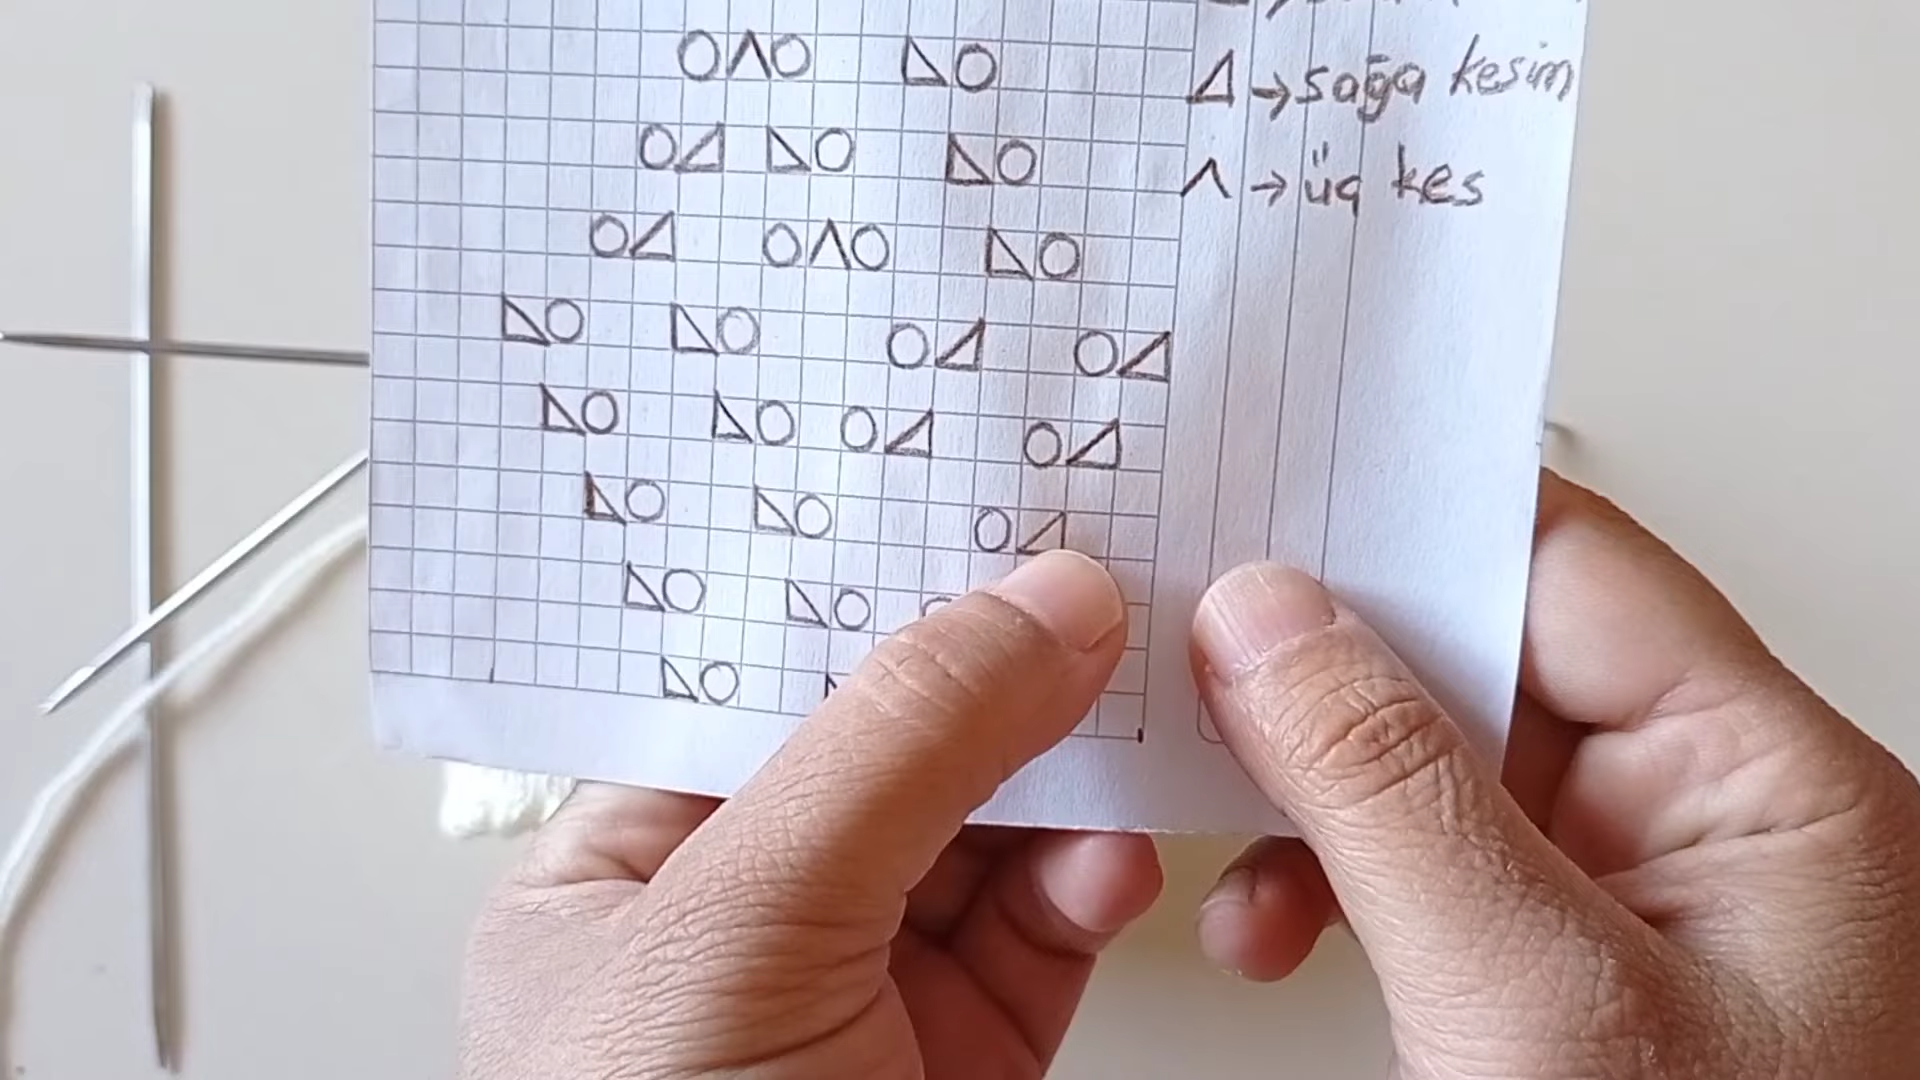 → sağa kesim
Λ → üç kes